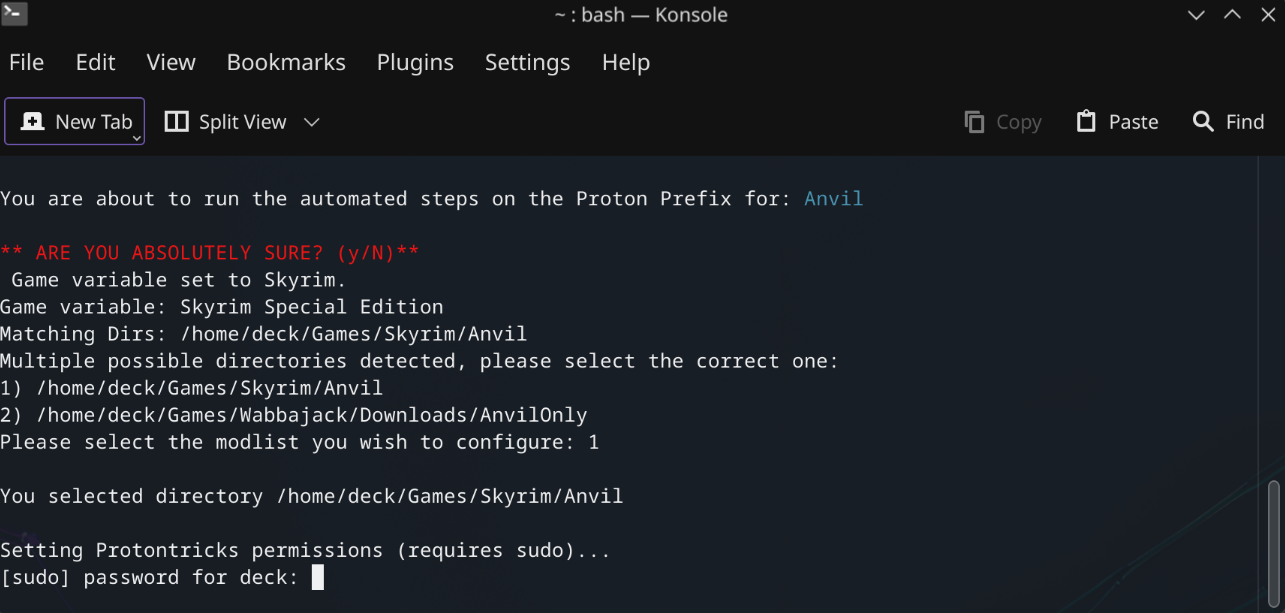 ~ : bash — Konsole
File Edit View Bookmarks Plugins Settings Help
New Tab Split View Copy Paste Find
You are about to run the automated steps on the Proton Prefix for: Anvil
** ARE YOU ABSOLUTELY SURE? (y/N)**
Game variable set to Skyrim.
Game variable: Skyrim Special Edition
Matching Dirs: /home/deck/Games/Skyrim/Anvil
Multiple possible directories detected, please select the correct one:
1) /home/deck/Games/Skyrim/Anvil
2) /home/deck/Games/Wabbajack/Downloads/AnvilOnly
Please select the modlist you wish to configure: 1
You selected directory /home/deck/Games/Skyrim/Anvil
Setting Protontricks permissions (requires sudo)...
[sudo] password for deck: